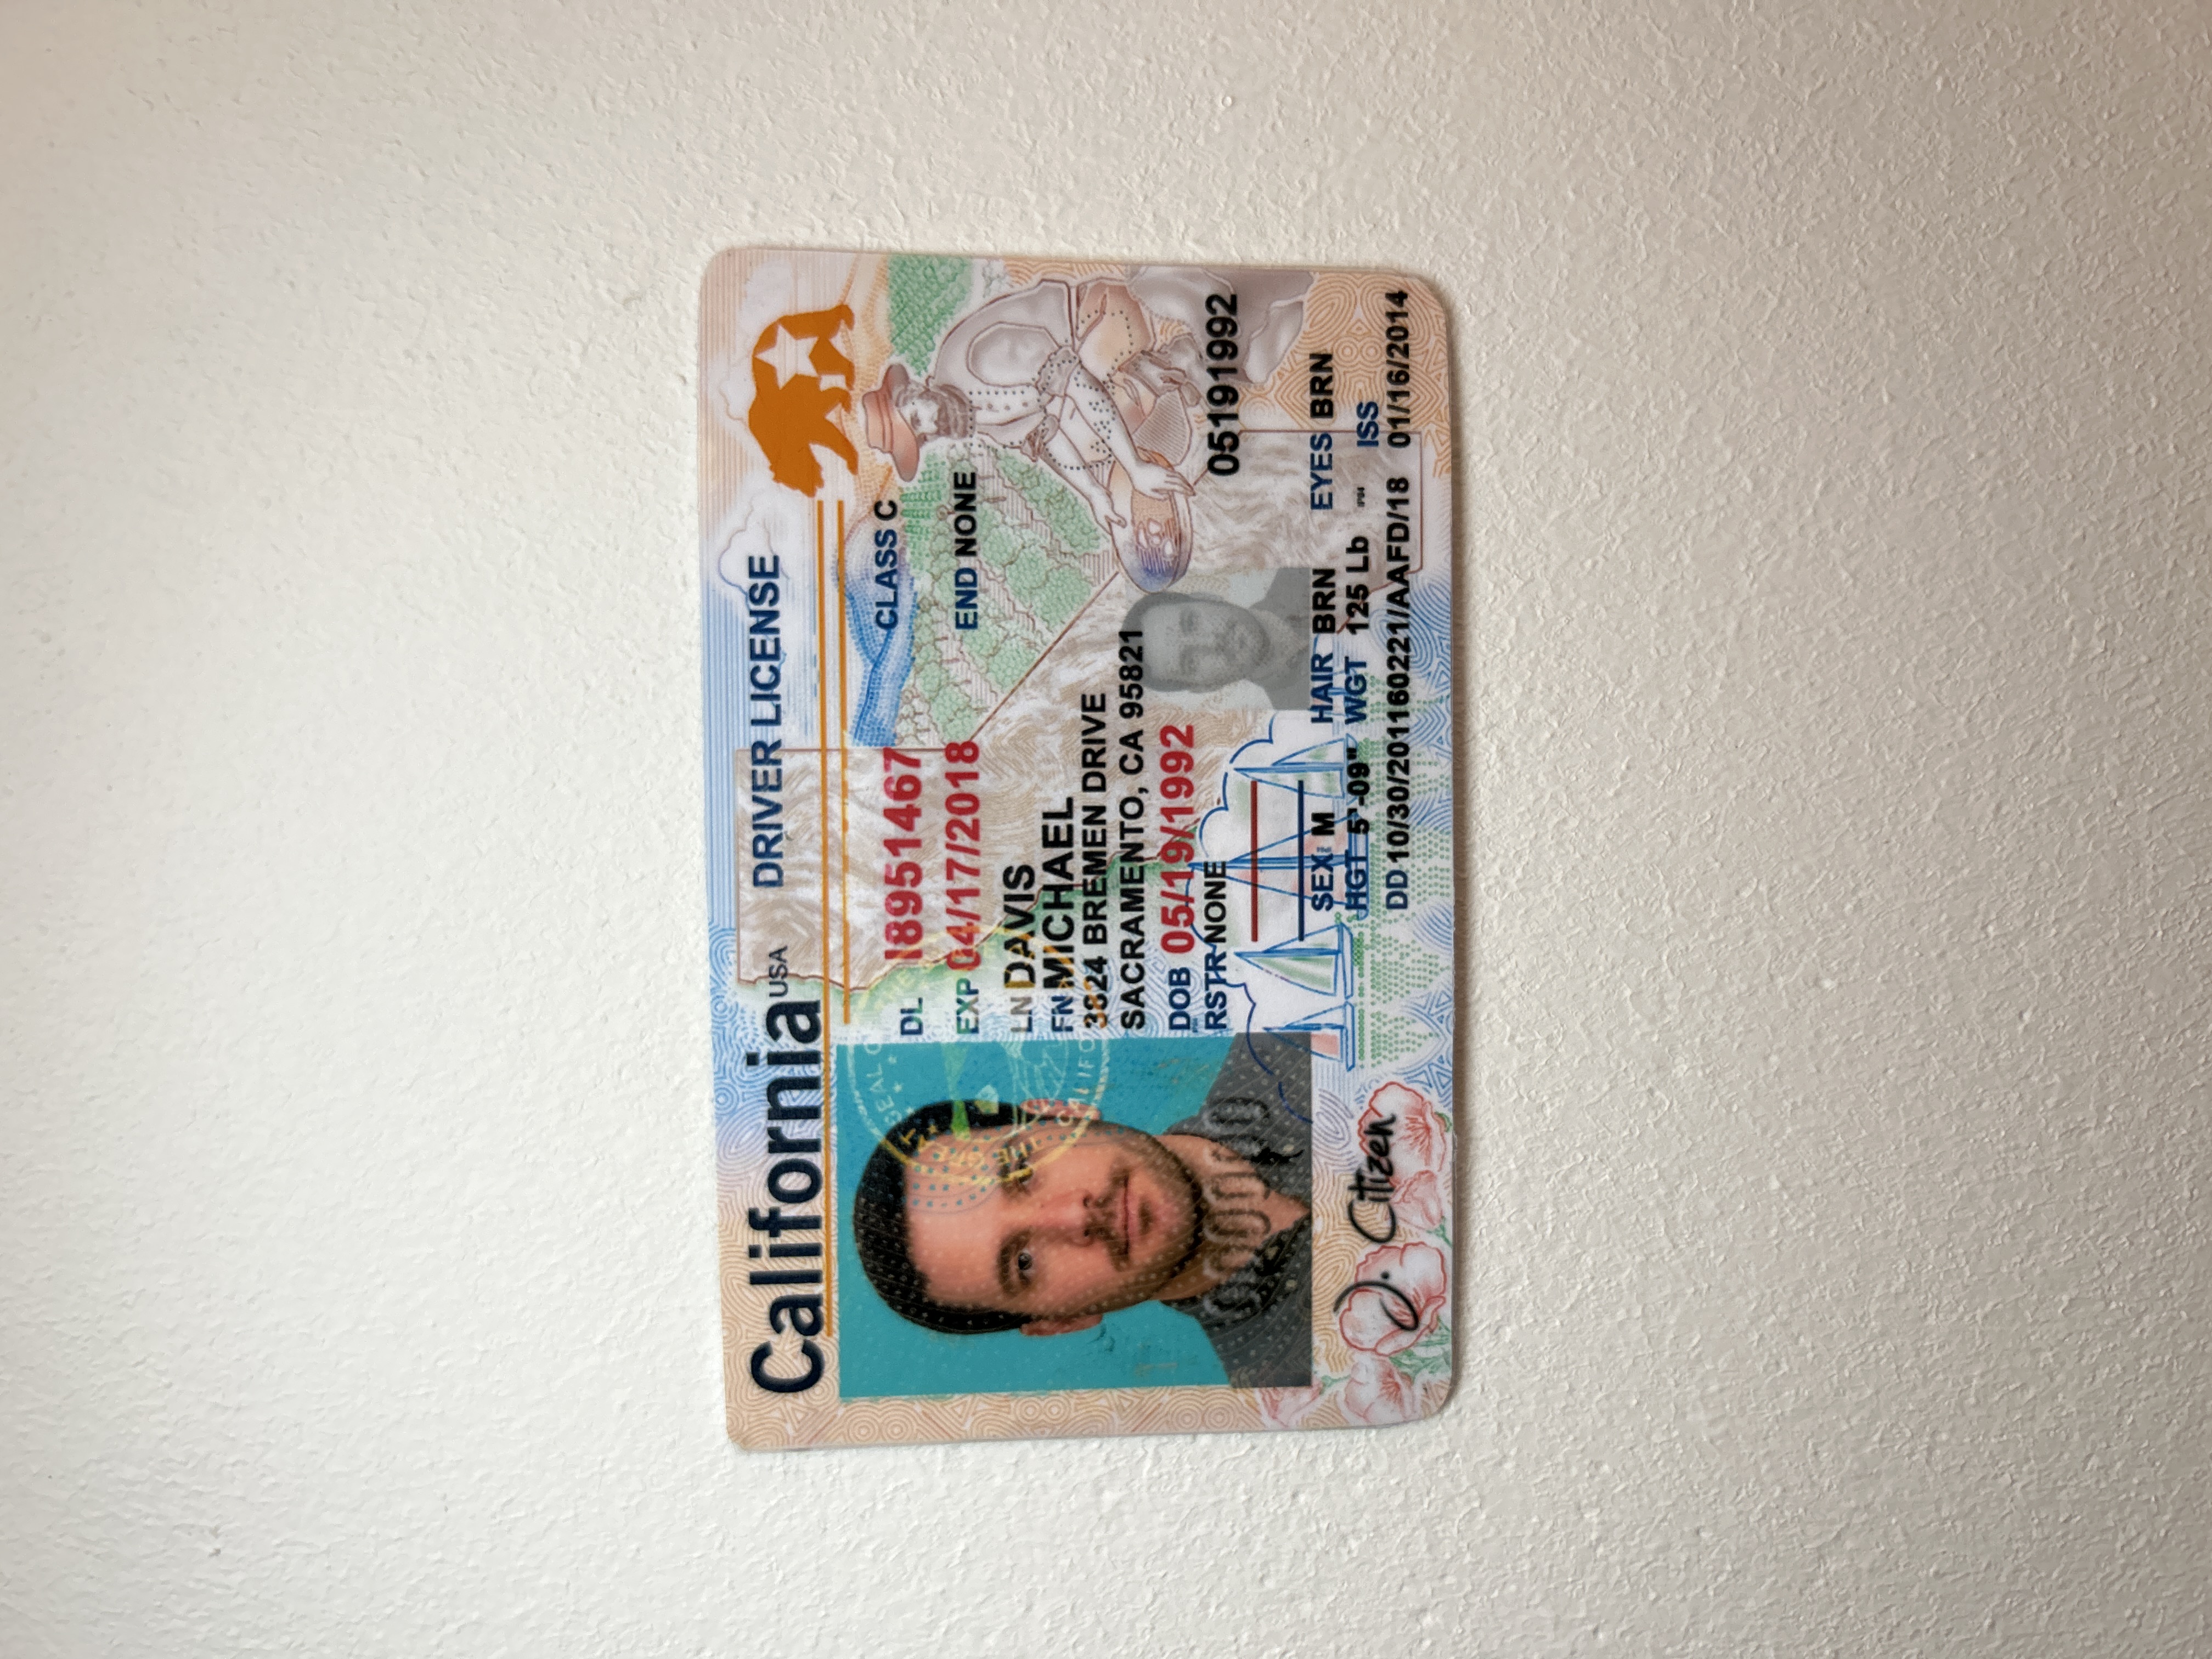 California USA DRIVER LICENSE
DL I8951467 CLASS C
EXP 04/17/2018 END NONE
LN DAVIS
FN MICHAEL
3824 BREMEN DRIVE
SACRAMENTO, CA 95821
DOB 05/19/1992
RSTR NONE 05191992
SEX M HAIR BRN EYES BRN
HGT 5'-09" WGT 125 Lb ISS
DD 10/30/201160221/AAFD/18 01/16/2014
J. Citizen